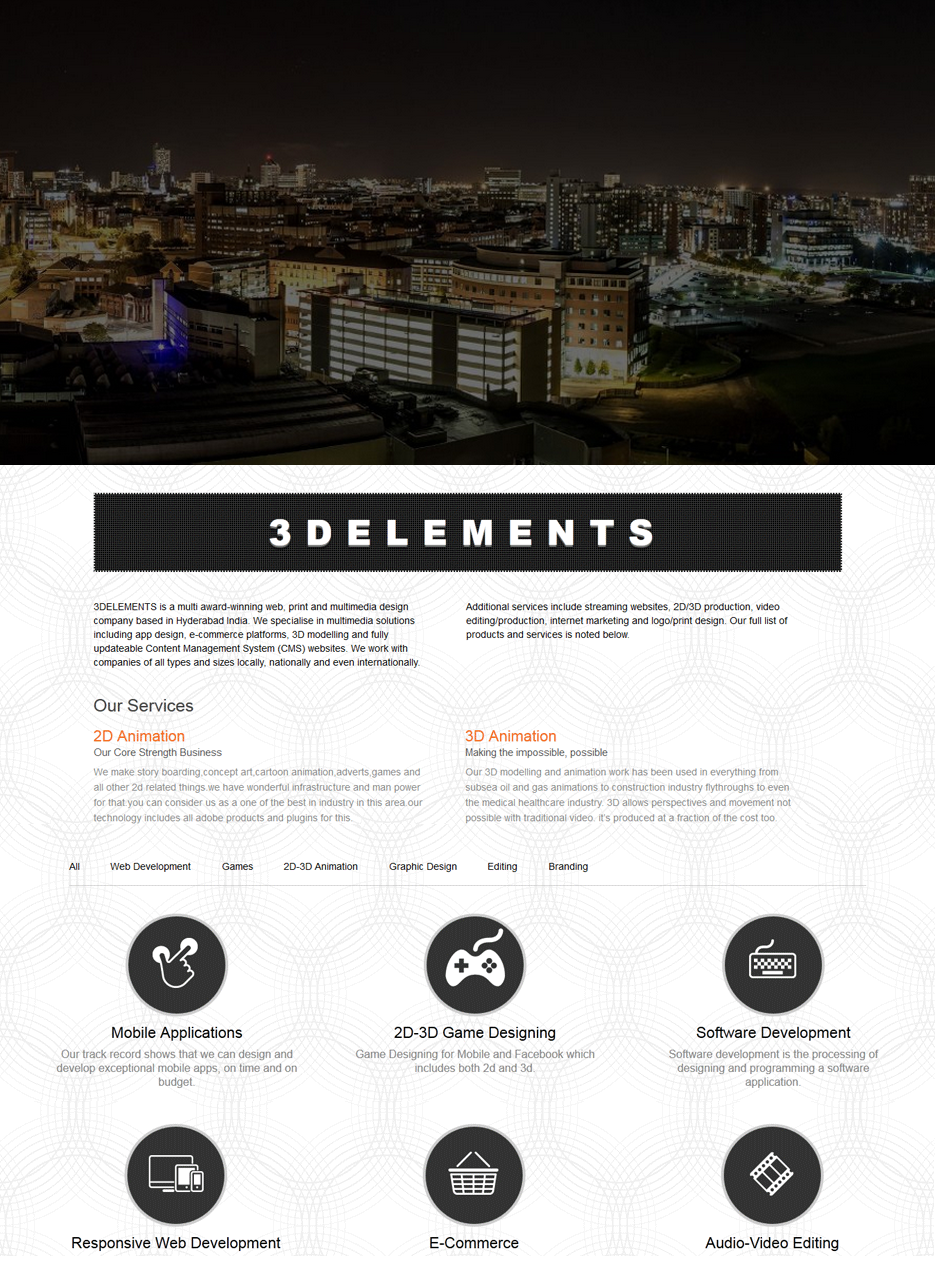 3DELEMENTS
3DELEMENTS is a multi award-winning web, print and multimedia design
company based in Hyderabad India. We specialise in multimedia solutions
including app design, e-commerce platforms, 3D modelling and fully
updateable Content Management System (CMS) websites. We work with
companies of all types and sizes locally, nationally and even internationally.
Additional services include streaming websites, 2D/3D production, video
editing/production, internet marketing and logo/print design. Our full list of
products and services is noted below.
Our Services
2D Animation
Our Core Strength Business
We make story boarding,concept art,cartoon animation,adverts,games and
all other 2d related things.we have wonderful infrastructure and man power
for that you can consider us as a one of the best in industry in this area.our
technology includes all adobe products and plugins for this.
3D Animation
Making the impossible, possible
Our 3D modelling and animation work has been used in everything from
subsea oil and gas animations to construction industry flythroughs to even
the medical healthcare industry. 3D allows perspectives and movement not
possible with traditional video. it's produced at a fraction of the cost too.
All Web Development Games 2D-3D Animation Graphic Design Editing Branding
Mobile Applications
Our track record shows that we can design and
develop exceptional mobile apps, on time and on
budget.
2D-3D Game Designing
Game Designing for Mobile and Facebook which
includes both 2d and 3d.
Software Development
Software development is the processing of
designing and programming a software
application.
Responsive Web Development
E-Commerce
Audio-Video Editing